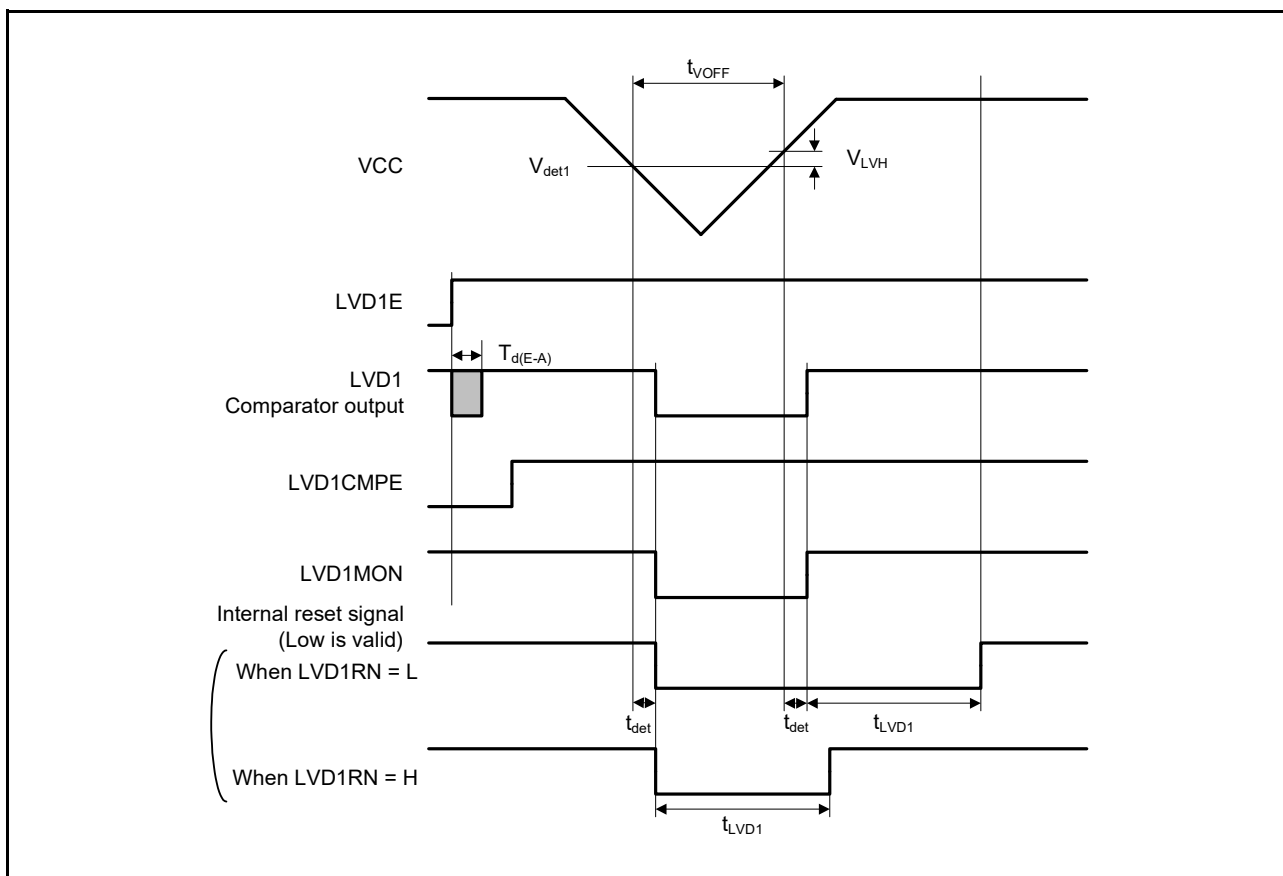 tVOFF
VCC
Vdet1
VLVH
LVD1E
Td(E-A)
LVD1
Comparator output
LVD1CMPE
LVD1MON
Internal reset signal
(Low is valid)
When LVD1RN = L
tdet
tdet
tLVD1
When LVD1RN = H
tLVD1